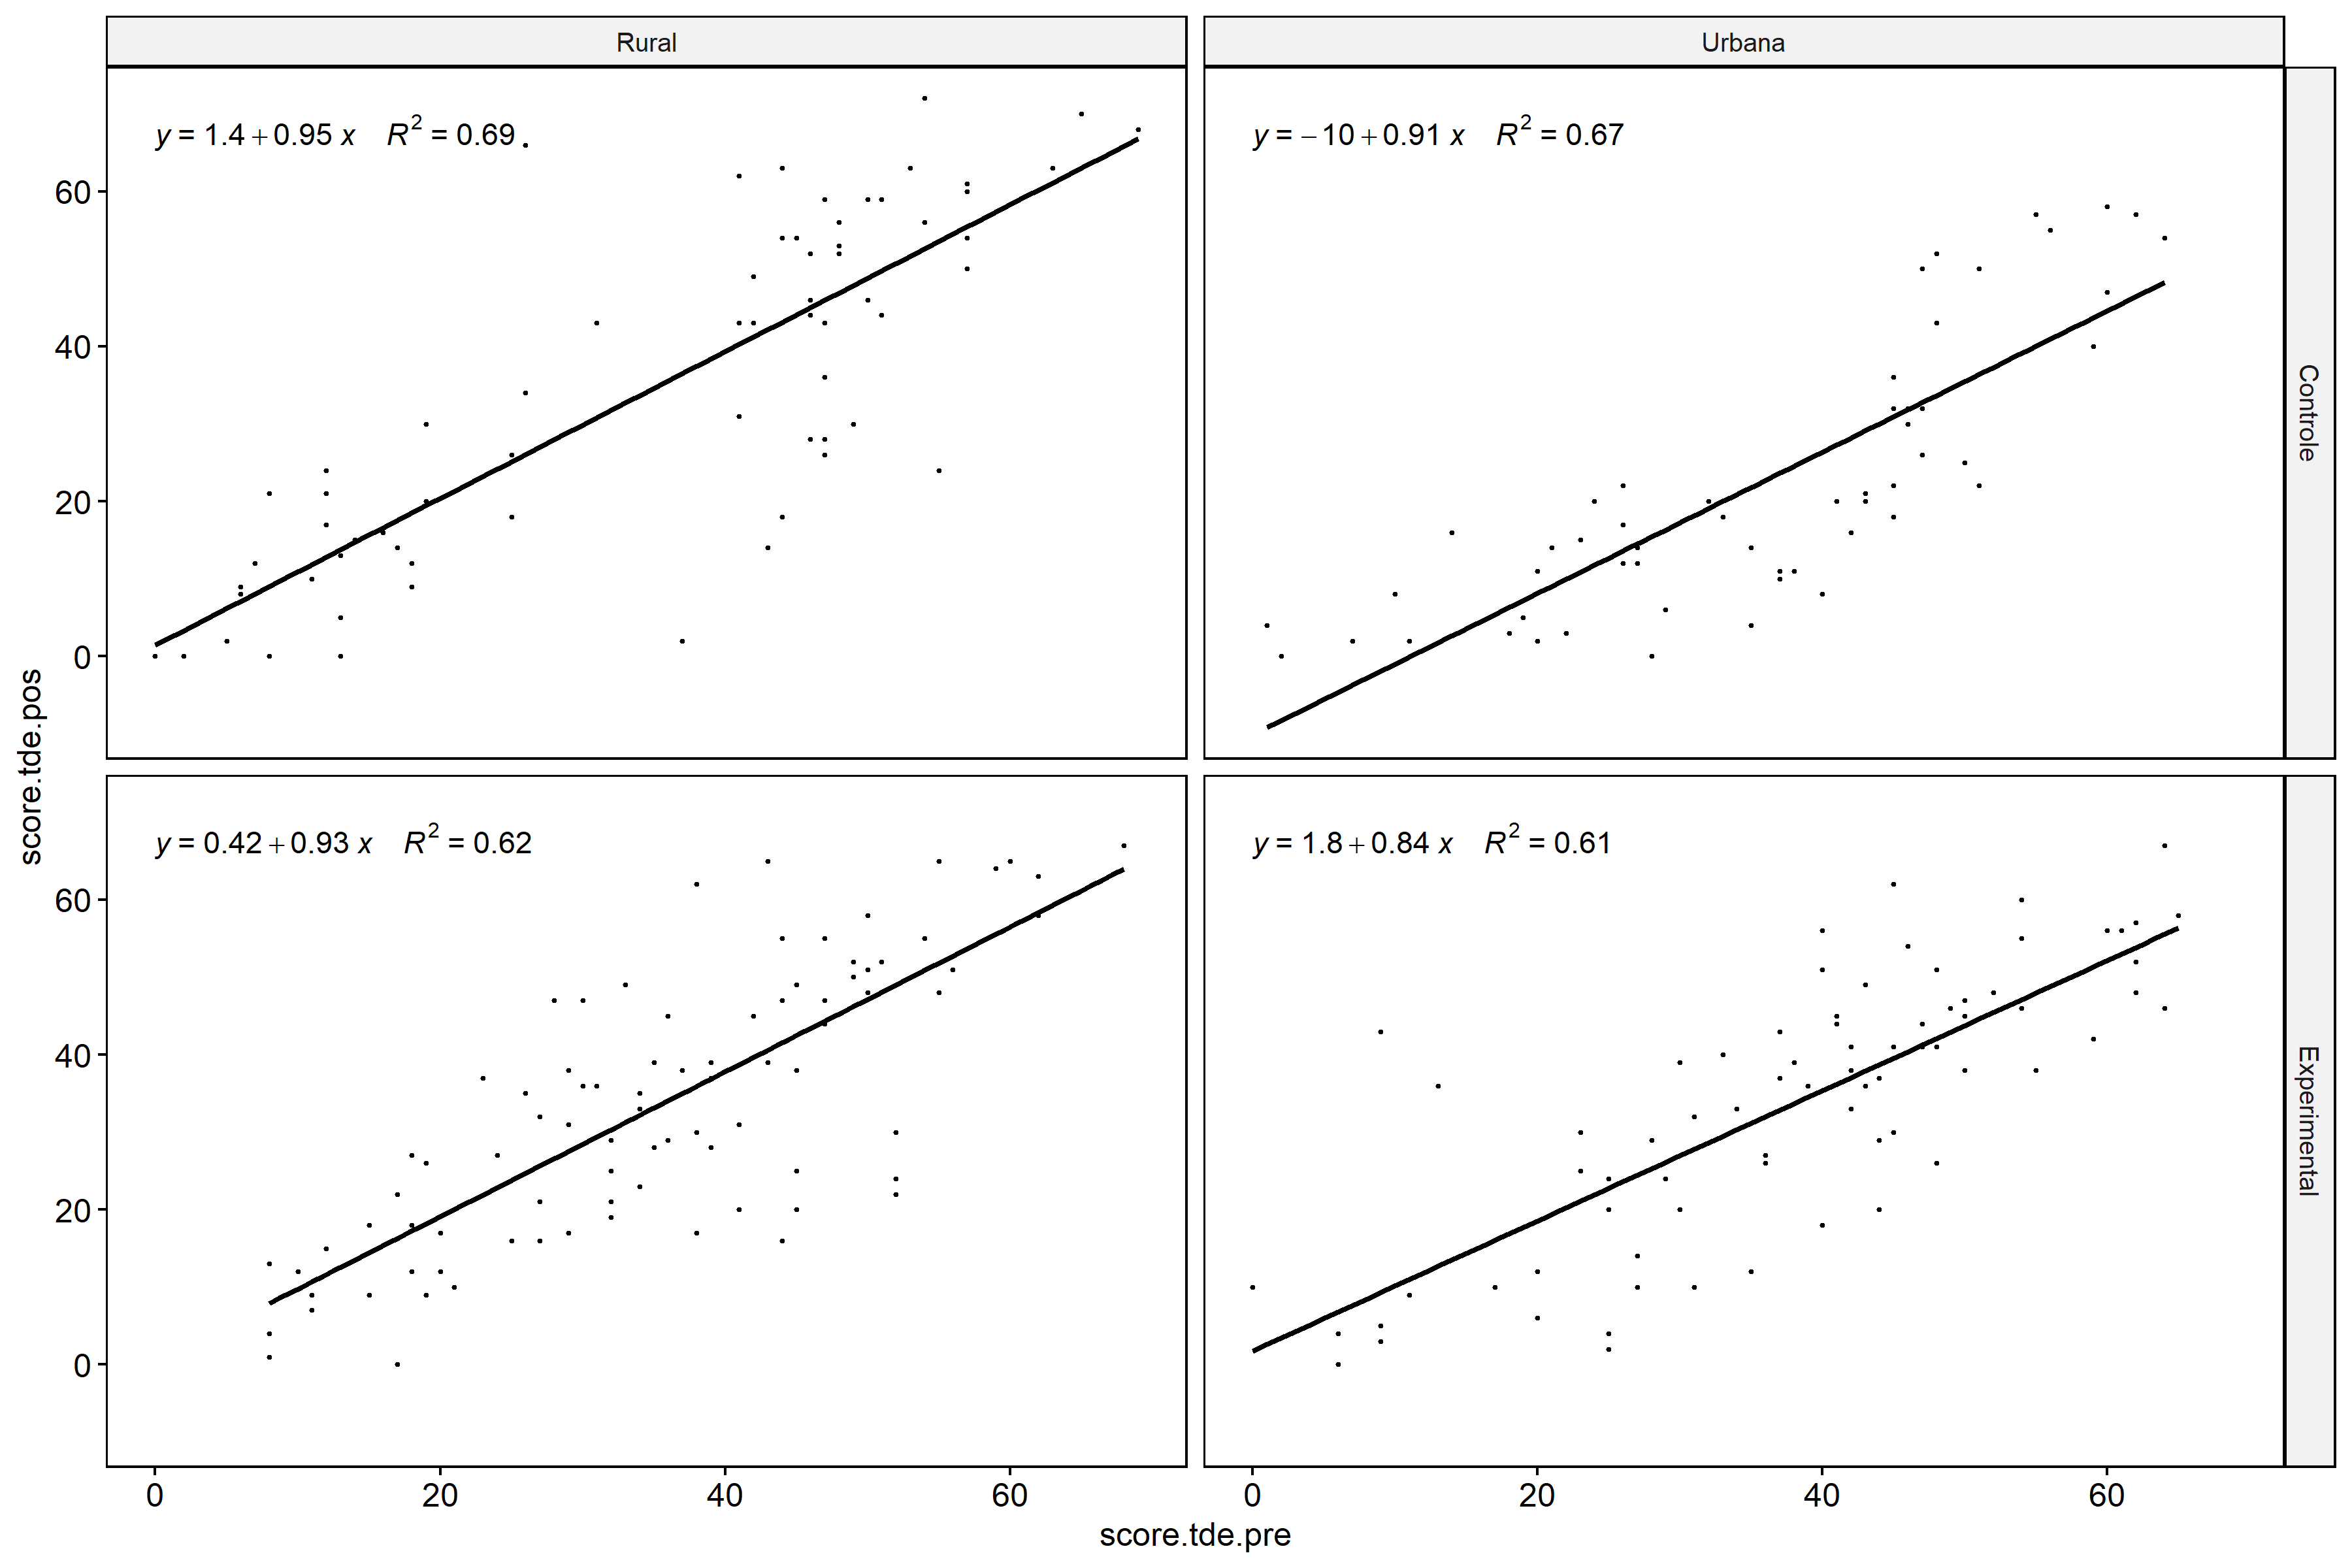 Rural
Urbana
y = 1.4 + 0.95 x R² = 0.69
y = − 10 + 0.91 x R² = 0.67
60
40
20
0
Controle
score.tde.pos
y = 0.42 + 0.93 x R² = 0.62
y = 1.8 + 0.84 x R² = 0.61
60
40
20
0
Experimental
0 20 40 60
0 20 40 60
score.tde.pre